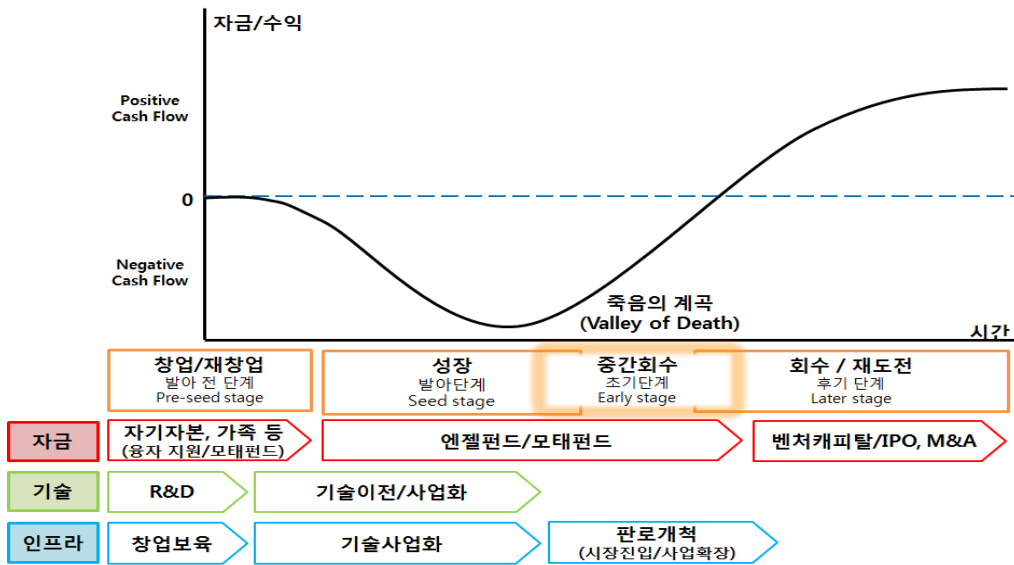 자금/수익
Positive
Cash Flow
0
Negative
Cash Flow
죽음의 계곡
(Valley of Death)
시간
창업/재창업
발아 전 단계
Pre-seed stage
성장
발아단계
Seed stage
중간회수
초기단계
Early stage
회수 / 재도전
후기 단계
Later stage
자금
자기자본, 가족 등
(융자 지원/모태펀드)
엔젤펀드/모태펀드
벤처캐피탈/IPO, M&A
기술
R&D
기술이전/사업화
인프라
창업보육
기술사업화
판로개척
(시장진입/사업확장)